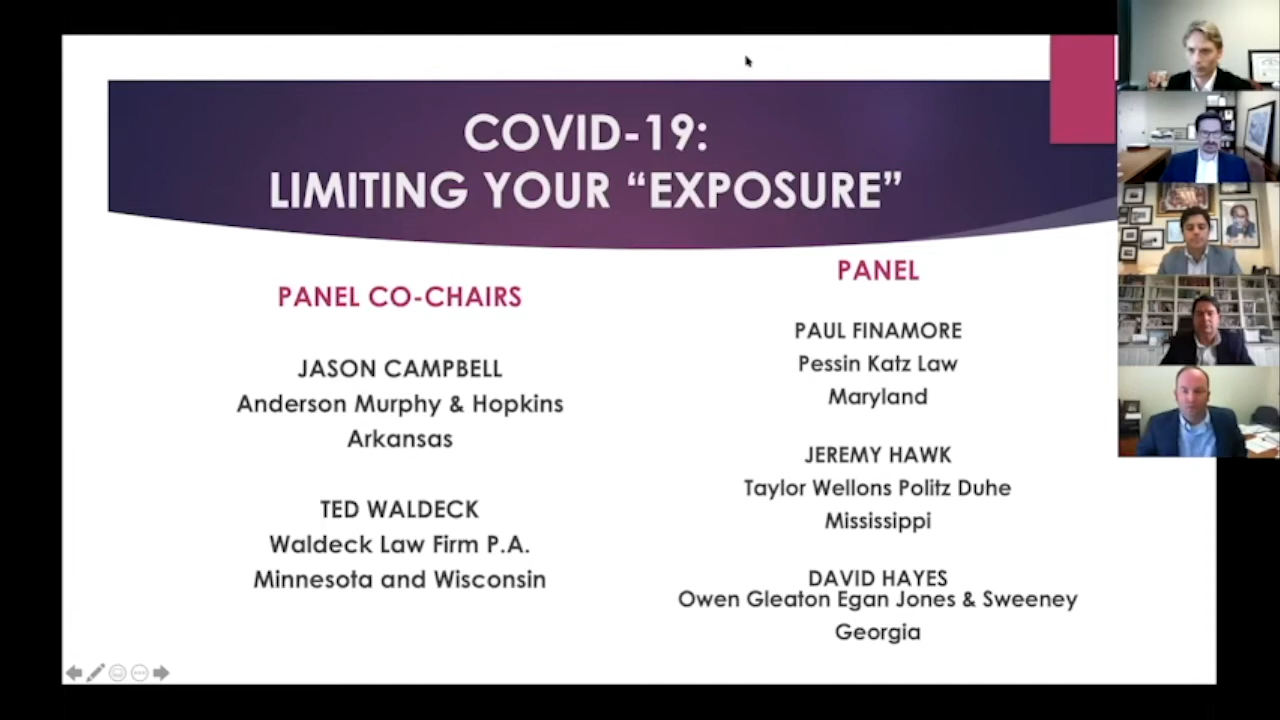 COVID-19:
LIMITING YOUR “EXPOSURE”
PANEL CO-CHAIRS
JASON CAMPBELL
Anderson Murphy & Hopkins
Arkansas
TED WALDECK
Waldeck Law Firm P.A.
Minnesota and Wisconsin
PANEL
PAUL FINAMORE
Pessin Katz Law
Maryland
JEREMY HAWK
Taylor Wellons Politz Duhe
Mississippi
DAVID HAYES
Owen Gleaton Egan Jones & Sweeney
Georgia